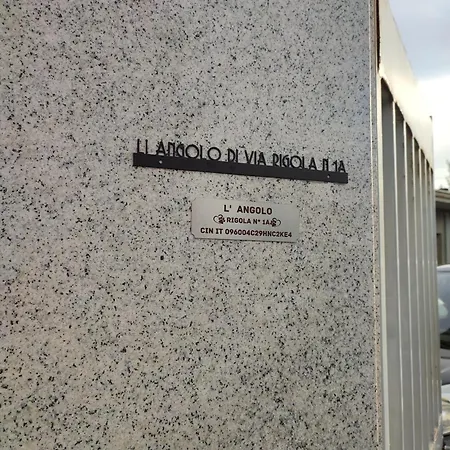 L'ANGOLO DI VIA RIGOLA N 1A
L' ANGOLO
RIGOLA N° 1A
CIN IT 096004C29HNC2KE4